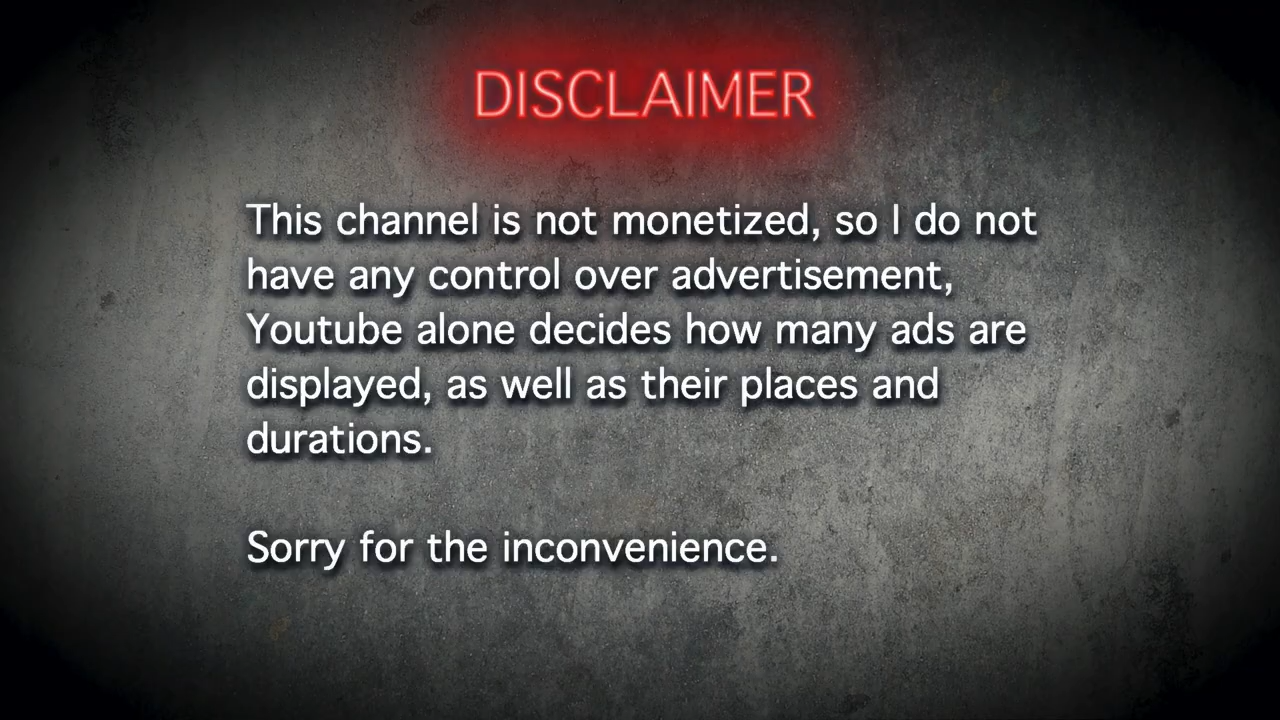 DISCLAIMER
This channel is not monetized, so I do not
have any control over advertisement,
Youtube alone decides how many ads are
displayed, as well as their places and
durations.
Sorry for the inconvenience.